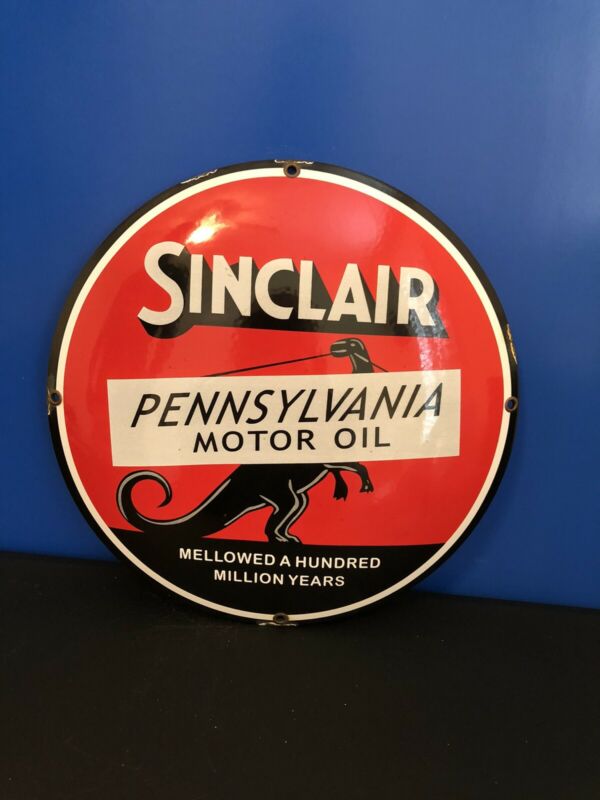 SINCLAIR
PENNSYLVANIA
MOTOR OIL
MELLOWED A HUNDRED
MILLION YEARS